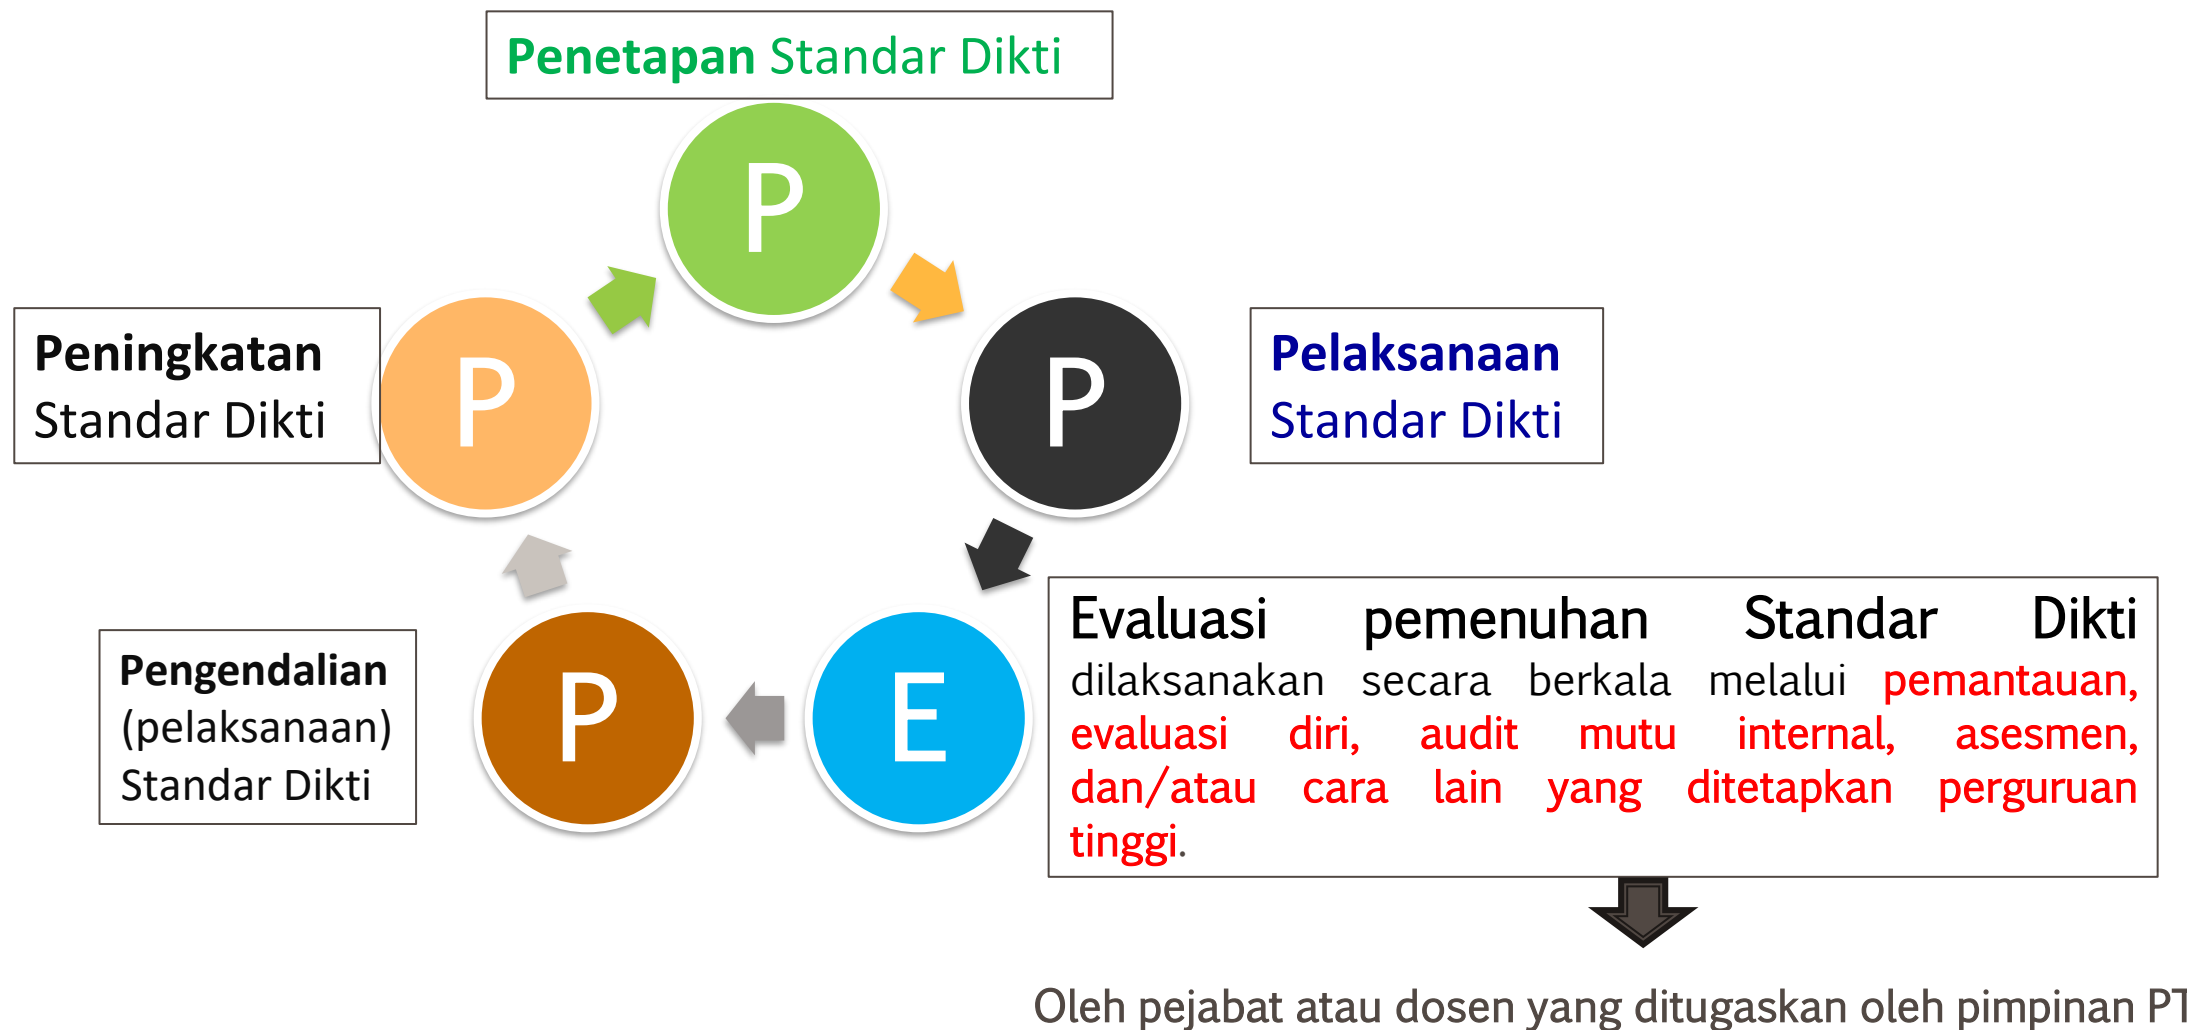 Penetapan Standar Dikti
P
P
Pelaksanaan
Standar Dikti
Peningkatan
Standar Dikti
P
E
Evaluasi pemenuhan Standar Dikti
dilaksanakan secara berkala melalui pemantauan,
evaluasi diri, audit mutu internal, asesmen,
dan/atau cara lain yang ditetapkan perguruan
tinggi.
P
Pengendalian
(pelaksanaan)
Standar Dikti
Oleh pejabat atau dosen yang ditugaskan oleh pimpinan PT